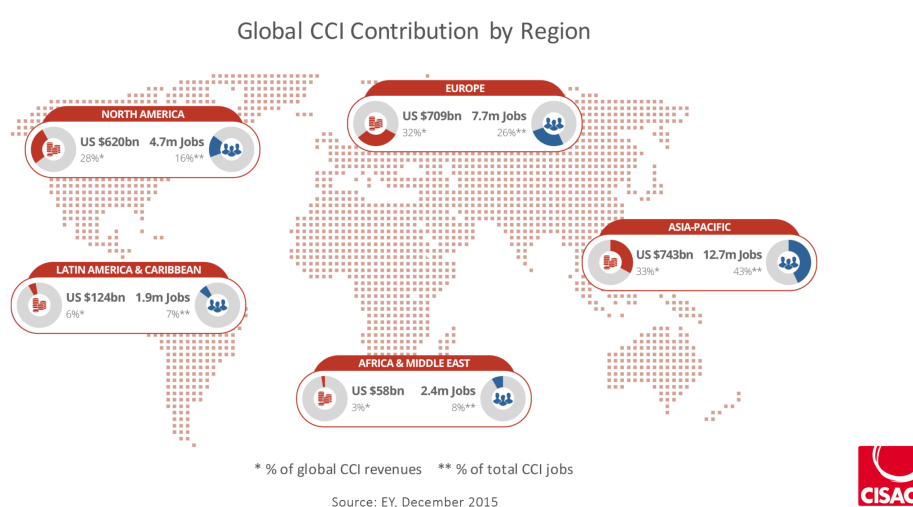 Global CCI Contribution by Region
EUROPE
US $709bn 7.7m Jobs
32%* 26%**
NORTH AMERICA
US $620bn 4.7m Jobs
28%* 16%**
ASIA-PACIFIC
US $743bn 12.7m Jobs
33%* 43%**
LATIN AMERICA & CARIBBEAN
US $124bn 1.9m Jobs
6%* 7%**
AFRICA & MIDDLE EAST
US $58bn 2.4m Jobs
3%* 8%**
* % of global CCI revenues ** % of total CCI jobs
Source: EY, December 2015
CISAC